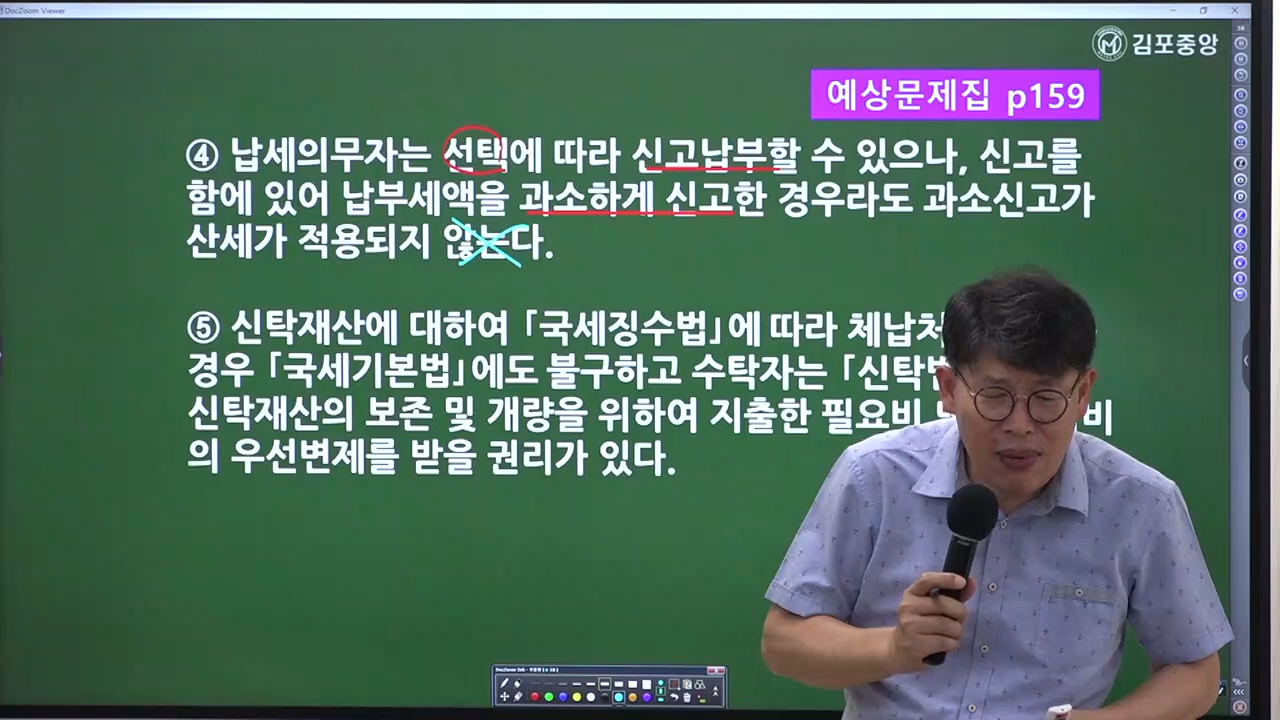 DocZoom Viewer
김포중앙
예상문제집 p159
④ 납세의무자는 선택에 따라 신고납부할 수 있으나, 신고를
함에 있어 납부세액을 과소하게 신고한 경우라도 과소신고가
산세가 적용되지 않는다.
⑤ 신탁재산에 대하여 「국세징수법」에 따라 체납처
경우 「국세기본법」에도 불구하고 수탁자는 「신탁법
신탁재산의 보존 및 개량을 위하여 지출한 필요비 비
의 우선변제를 받을 권리가 있다.